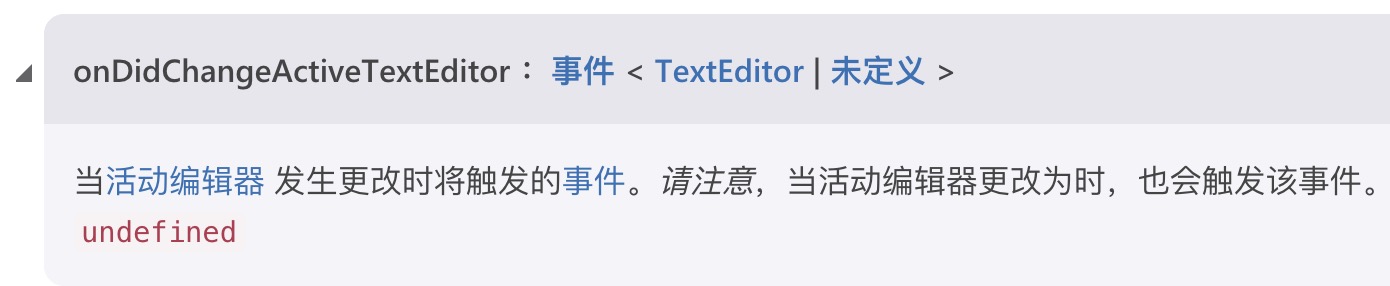 onDidChangeActiveTextEditor： 事件 < TextEditor | 未定义 >
当活动编辑器 发生更改时将触发的事件。请注意，当活动编辑器更改为时，也会触发该事件。
undefined